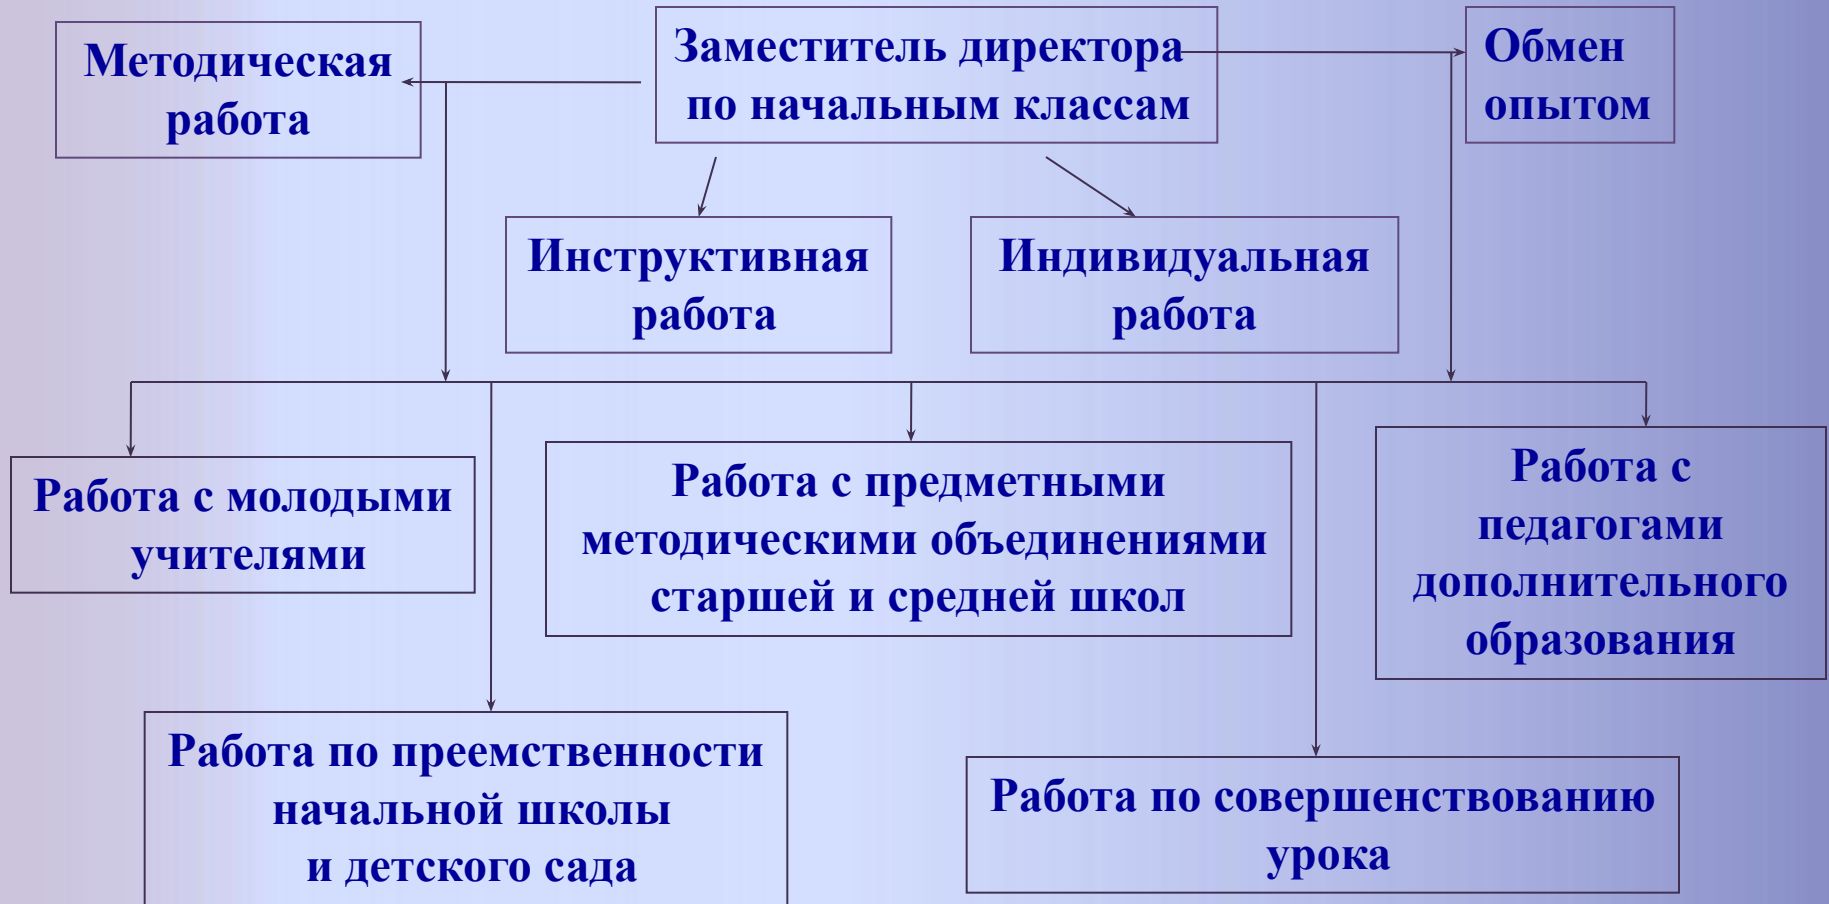 Методическая
работа
Заместитель директора
по начальным классам
Обмен
опытом
Инструктивная
работа
Индивидуальная
работа
Работа с молодыми
учителями
Работа с предметными
методическими объединениями
старшей и средней школ
Работа с
педагогами
дополнительного
образования
Работа по преемственности
начальной школы
и детского сада
Работа по совершенствованию
урока